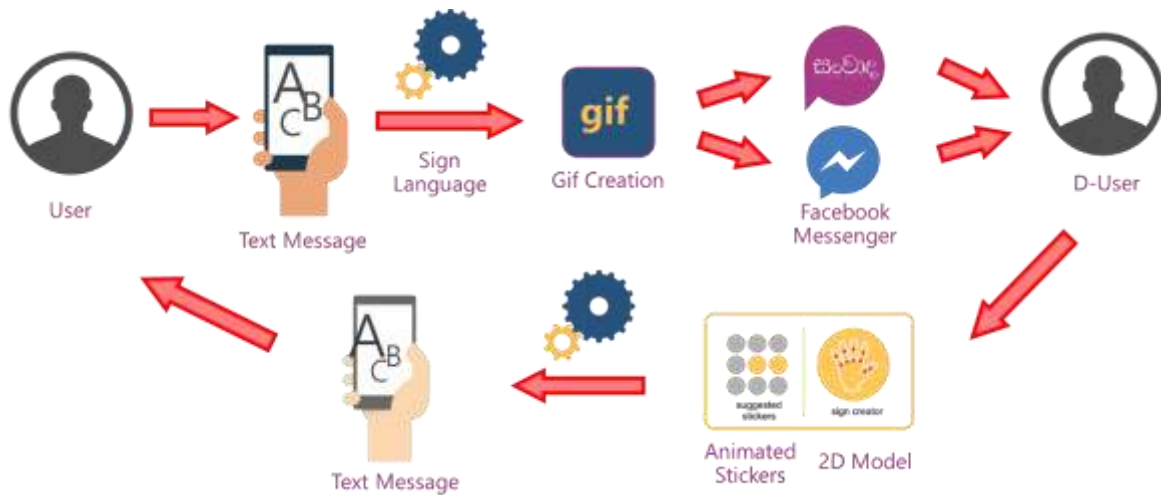 A
B
C
gif
සංවාද
Sign
Language
Gif Creation
User
Text Message
Facebook
Messenger
D-User
A
B
C
suggested
stickers
sign creator
Animated
Stickers
2D Model
Text Message